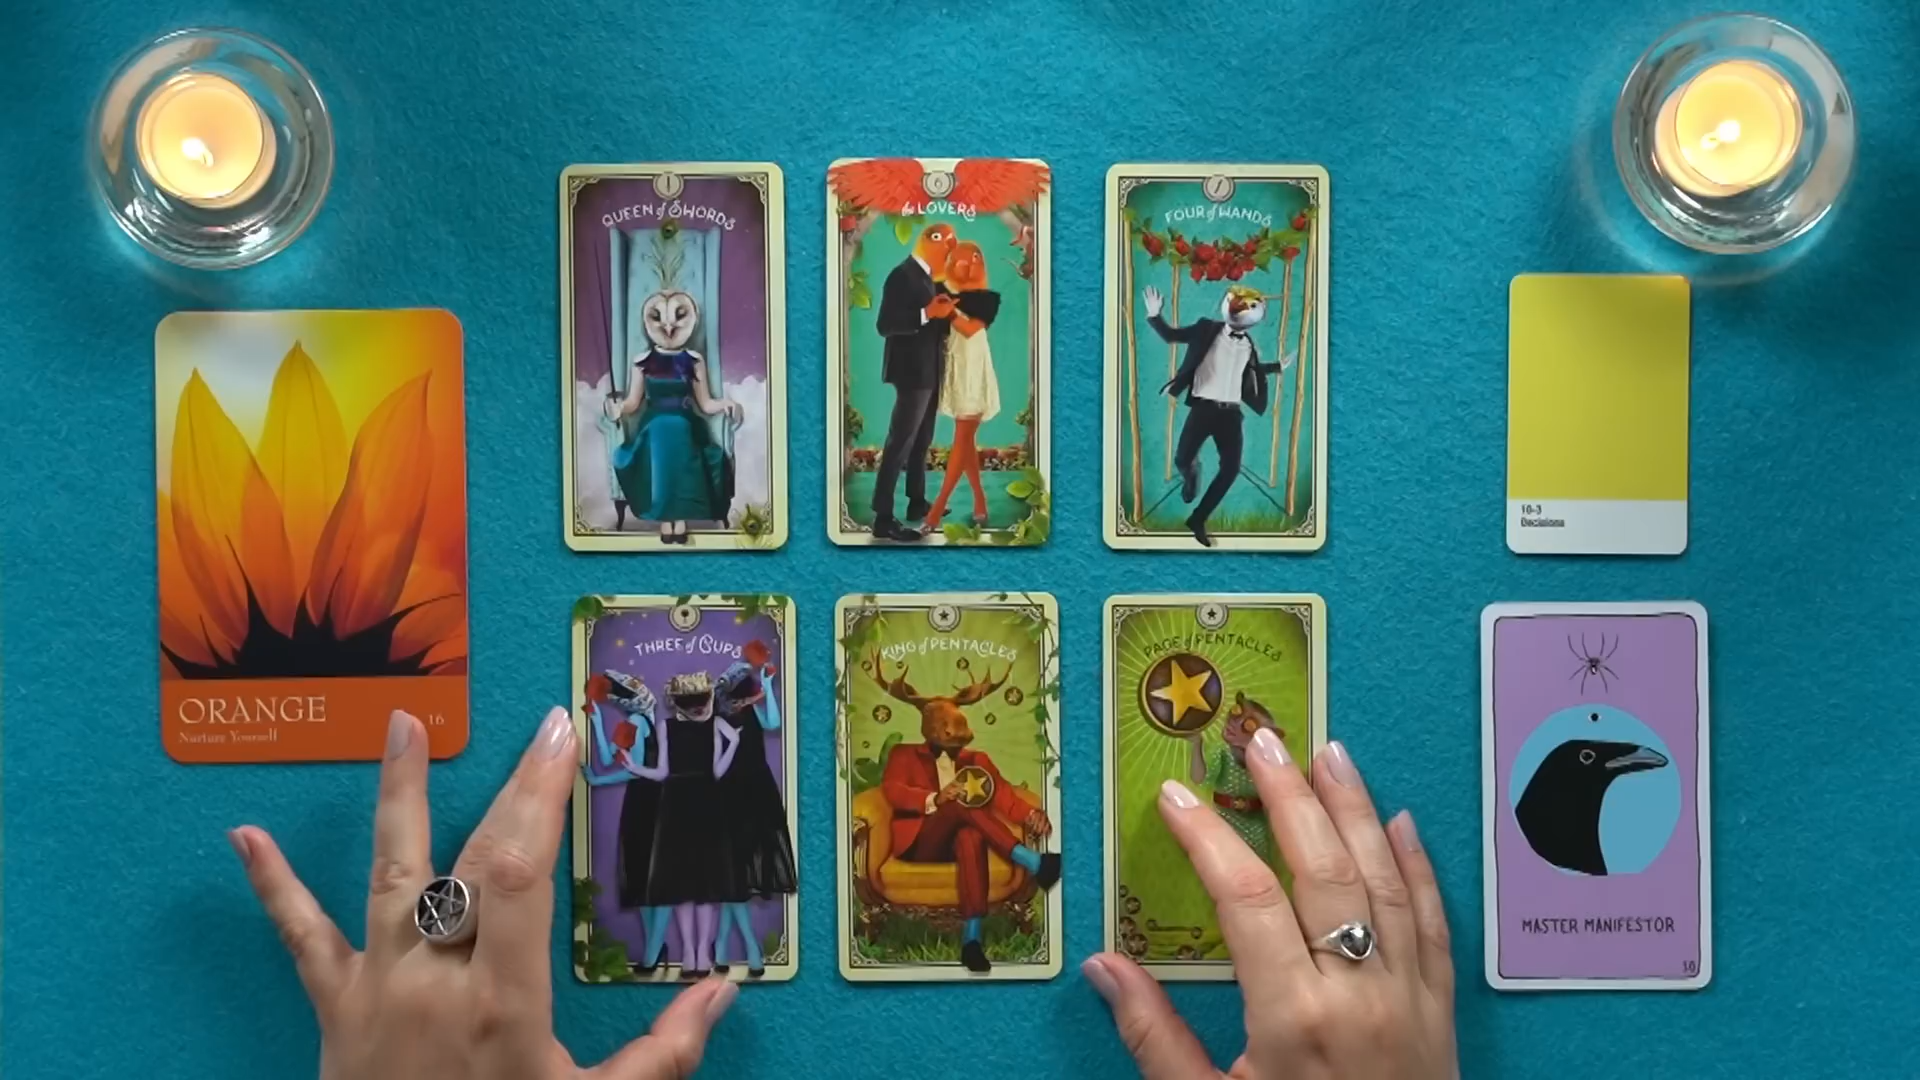 QUEEN of SWORDS
6
the LOVERS
FOUR of WANDS
10-3
Decisions
ORANGE
16
Nurture Yourself
THREE of CUPS
KING of PENTACLES
PAGE of PENTACLES
MASTER MANIFESTOR